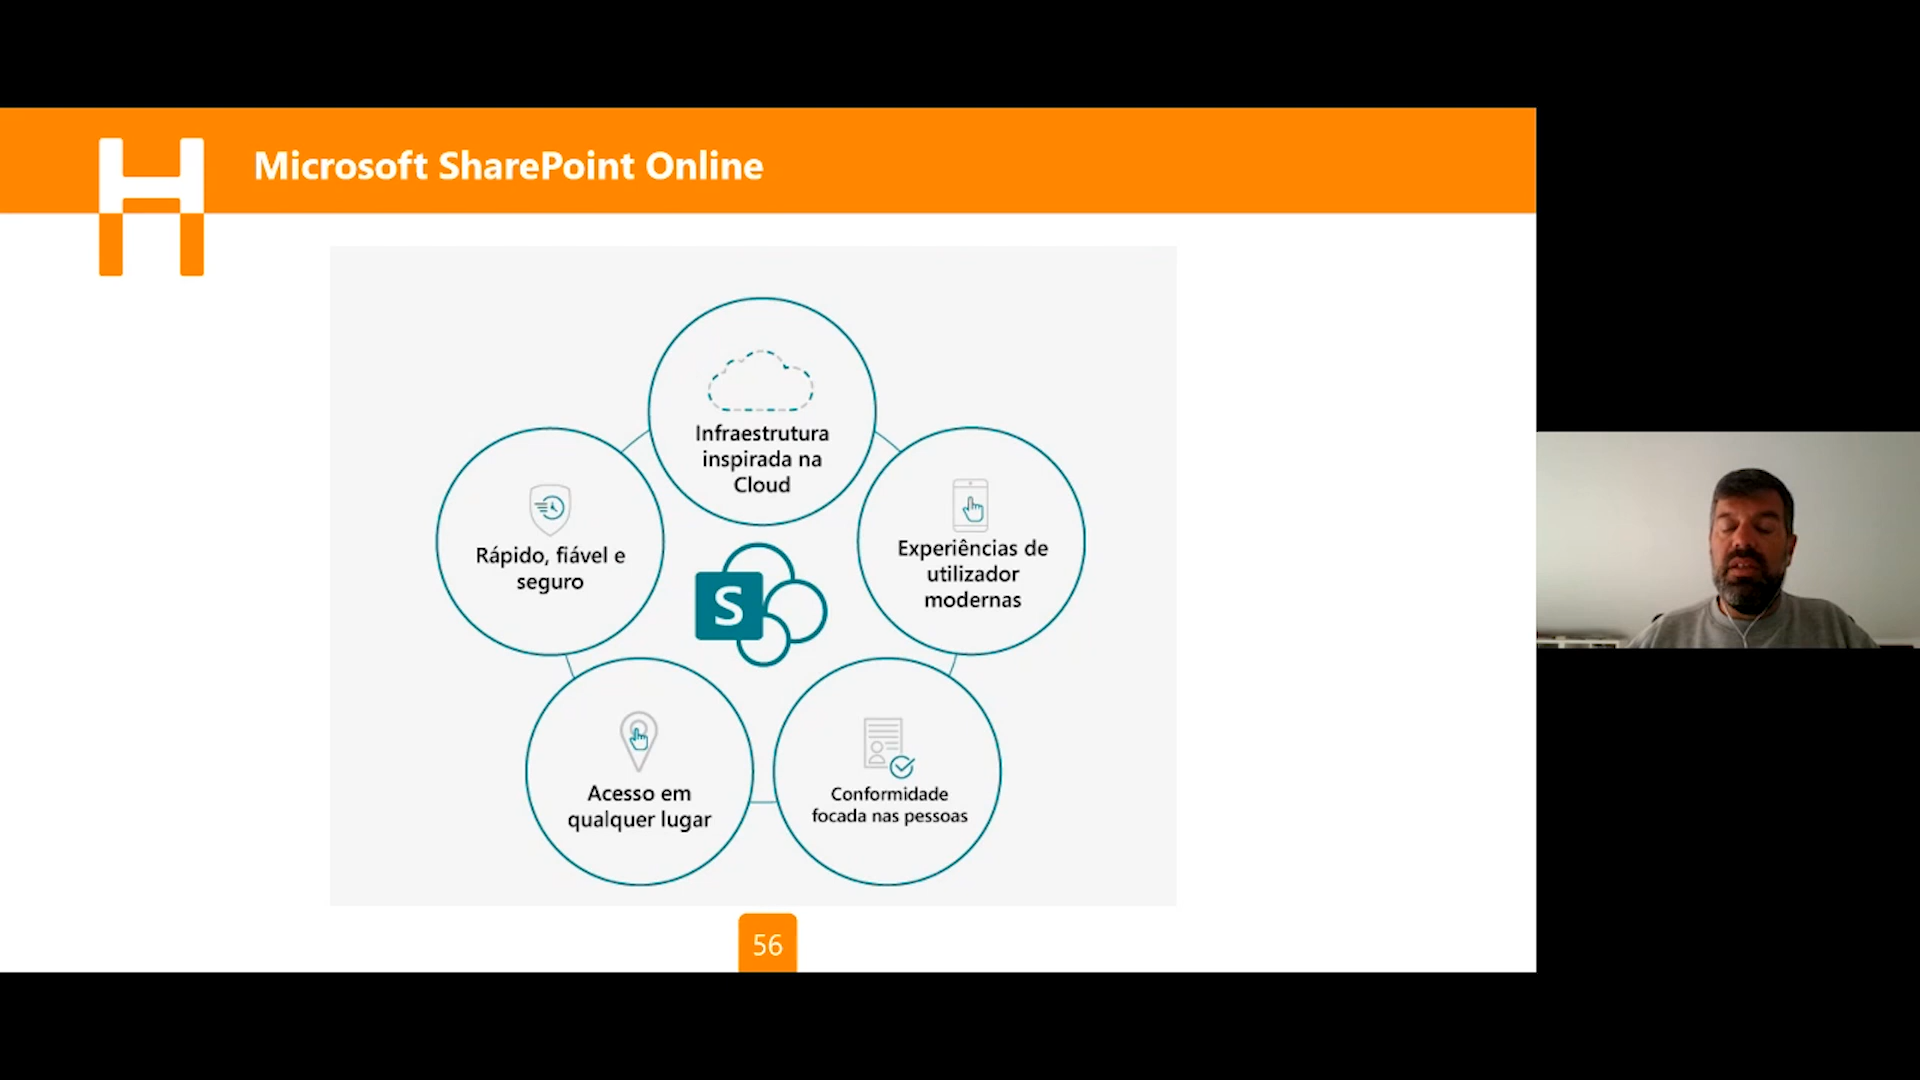 Microsoft SharePoint Online
Infraestrutura
inspirada na
Cloud
Rápido, fiável e
seguro
Experiências de
utilizador
modernas
S
Acesso em
qualquer lugar
Conformidade
focada nas pessoas
56